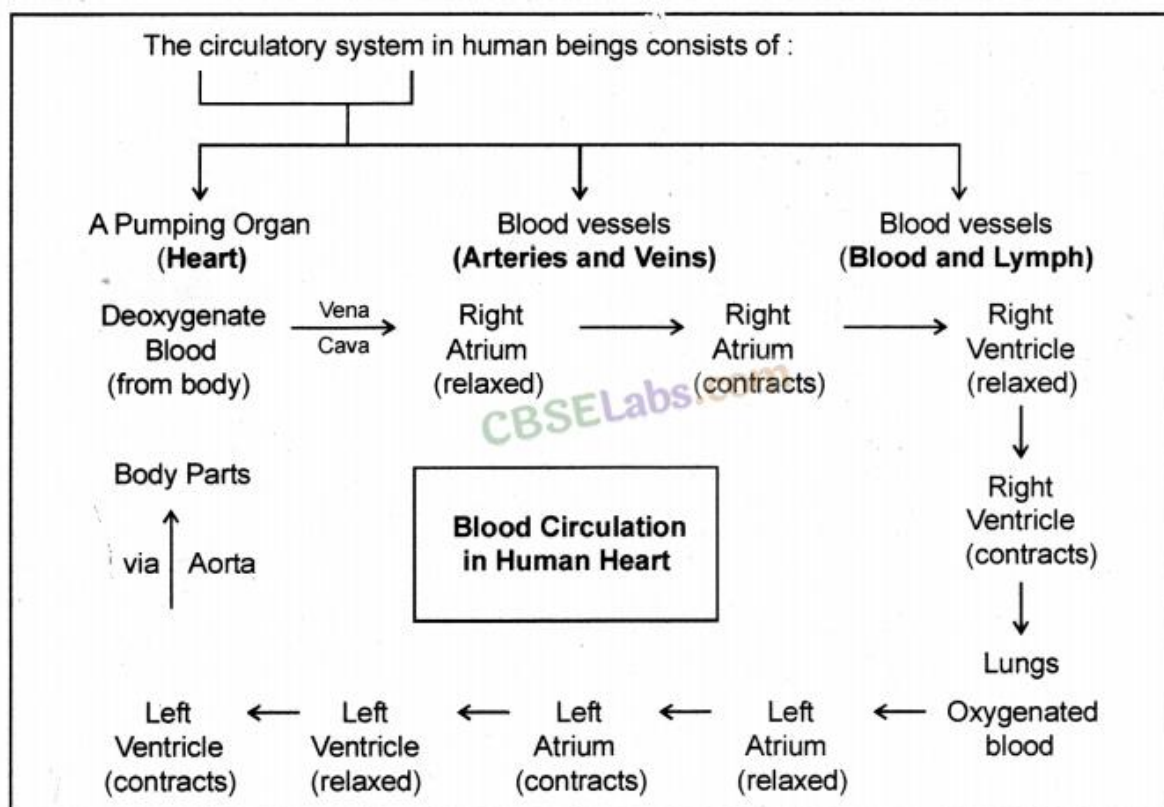 The circulatory system in human beings consists of :
A Pumping Organ
(Heart)
Blood vessels
(Arteries and Veins)
Blood vessels
(Blood and Lymph)
Deoxygenate
Blood
(from body)
Vena
Cava
Right
Atrium
(relaxed)
Right
Atrium
(contracts)
Right
Ventricle
(relaxed)
CBSELabs.com
Right
Ventricle
(contracts)
Lungs
Oxygenated
blood
Left
Atrium
(relaxed)
Left
Atrium
(contracts)
Left
Ventricle
(relaxed)
Left
Ventricle
(contracts)
via Aorta
Body Parts
Blood Circulation
in Human Heart